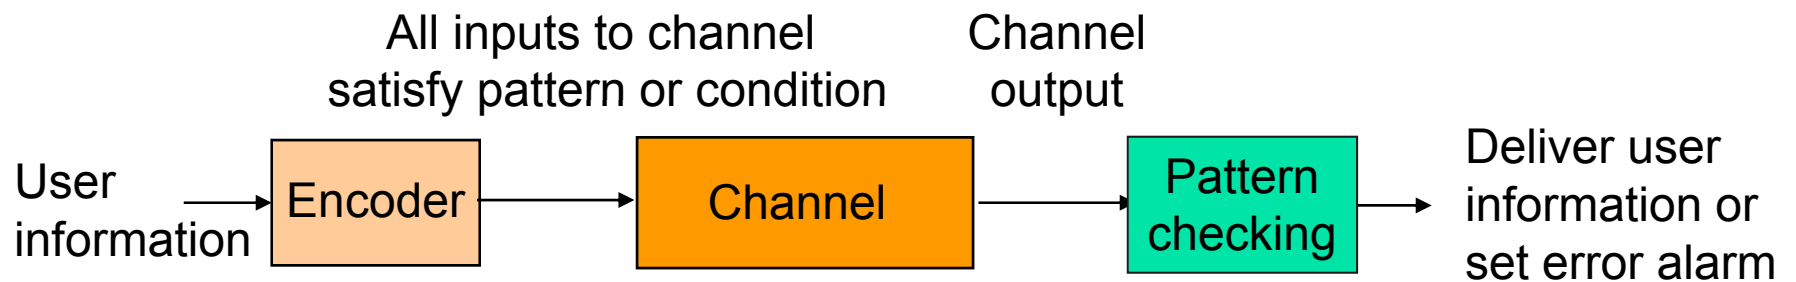 All inputs to channel
satisfy pattern or condition
Channel
output
User
information
Encoder
Channel
Pattern
checking
Deliver user
information or
set error alarm